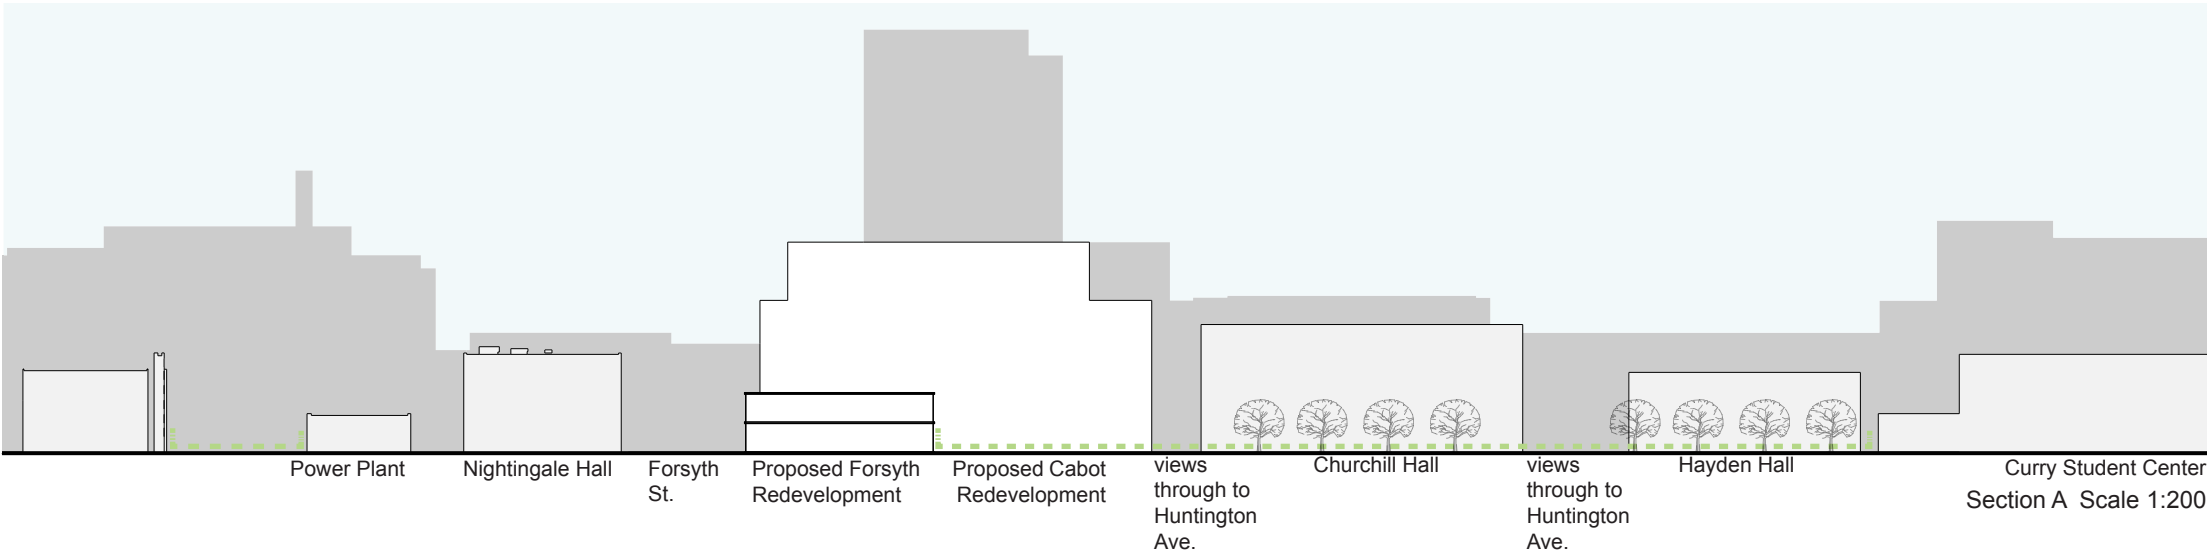 Power Plant
Nightingale Hall
Forsyth
St.
Proposed Forsyth
Redevelopment
Proposed Cabot
Redevelopment
views
through to
Huntington
Ave.
Churchill Hall
views
through to
Huntington
Ave.
Hayden Hall
Curry Student Center
Section A Scale 1:200